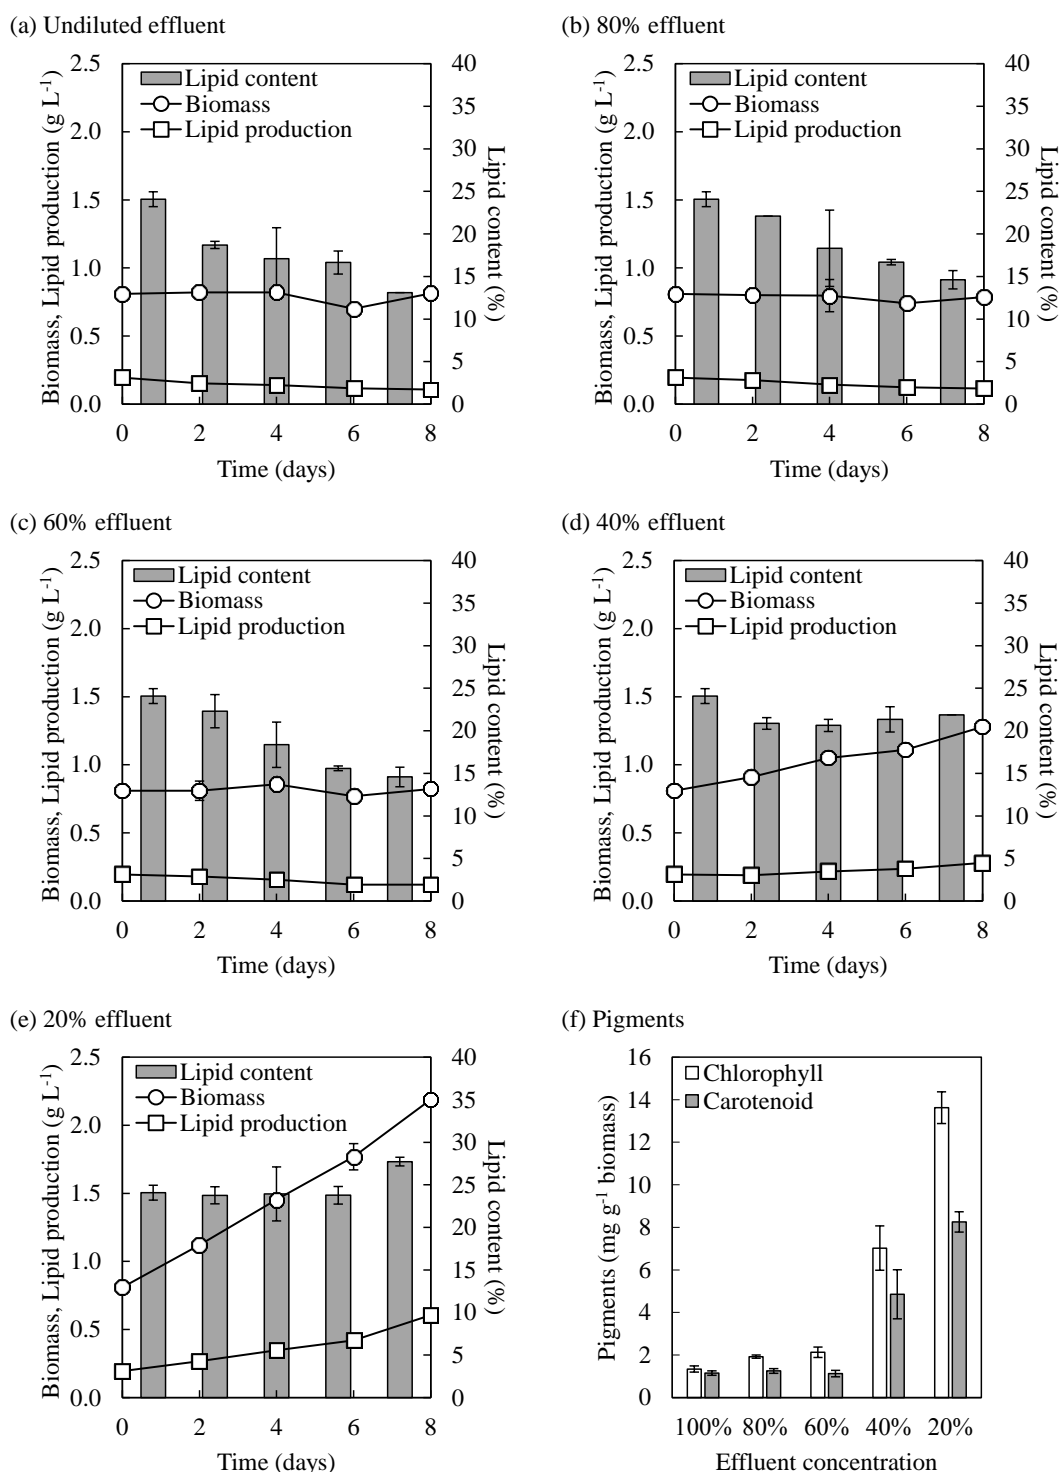 (a) Undiluted effluent
Biomass, Lipid production (g L⁻¹)
2.5
2.0
1.5
1.0
0.5
0.0
Lipid content
Biomass
Lipid production
40
35
30
25
20
15
10
5
0
Lipid content (%)
0 2 4 6 8
Time (days)
(b) 80% effluent
Biomass, Lipid production (g L⁻¹)
2.5
2.0
1.5
1.0
0.5
0.0
Lipid content
Biomass
Lipid production
40
35
30
25
20
15
10
5
0
Lipid content (%)
0 2 4 6 8
Time (days)
(c) 60% effluent
Biomass, Lipid production (g L⁻¹)
2.5
2.0
1.5
1.0
0.5
0.0
Lipid content
Biomass
Lipid production
40
35
30
25
20
15
10
5
0
Lipid content (%)
0 2 4 6 8
Time (days)
(d) 40% effluent
Biomass, Lipid production (g L⁻¹)
2.5
2.0
1.5
1.0
0.5
0.0
Lipid content
Biomass
Lipid production
40
35
30
25
20
15
10
5
0
Lipid content (%)
0 2 4 6 8
Time (days)
(e) 20% effluent
Biomass, Lipid production (g L⁻¹)
2.5
2.0
1.5
1.0
0.5
0.0
Lipid content
Biomass
Lipid production
40
35
30
25
20
15
10
5
0
Lipid content (%)
0 2 4 6 8
Time (days)
(f) Pigments
Pigments (mg g⁻¹ biomass)
16
14
12
10
8
6
4
2
0
Chlorophyll
Carotenoid
100% 80% 60% 40% 20%
Effluent concentration